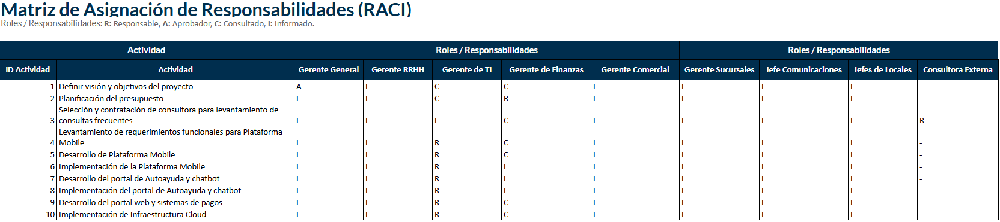 Matriz de Asignación de Responsabilidades (RACI)
Roles / Responsabilidades: R: Responsable, A: Aprobador, C: Consultado, I: Informado.
Actividad Roles / Responsabilidades Roles / Responsabilidades
ID Actividad Actividad Gerente General Gerente RRHH Gerente de TI Gerente de Finanzas Gerente Comercial Gerente Sucursales Jefe Comunicaciones Jefes de Locales Consultora Externa
1 Definir visión y objetivos del proyecto A I C C I I I I -
2 Planificación del presupuesto I I C R I I I I -
Selección y contratación de consultora para levantamiento de
3 consultas frecuentes I I I C I I I I R
Levantamiento de requerimientos funcionales para Plataforma
4 Mobile I I R C I I I I -
5 Desarrollo de Plataforma Mobile I I R C I I I I -
6 Implementación de la Plataforma Mobile I I R I I I I I -
7 Desarrollo del portal de Autoayuda y chatbot I I R I I I I I -
8 Implementación del portal de Autoayuda y chatbot I I R I I I I I -
9 Desarrollo del portal web y sistemas de pagos I I R C I I I I -
10 Implementación de Infraestructura Cloud I I R C I I I I -